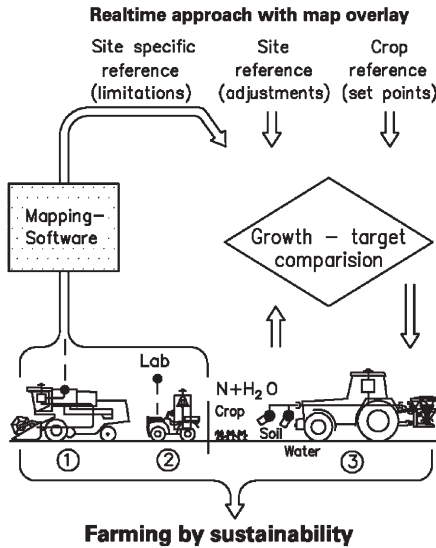 Realtime approach with map overlay
Site specific
reference
(limitations)
Site
reference
(adjustments)
Crop
reference
(set points)
Mapping–
Software
Growth – target
comparision
Lab
N+H₂O
Crop
Soil
Water
1
2
3
Farming by sustainability